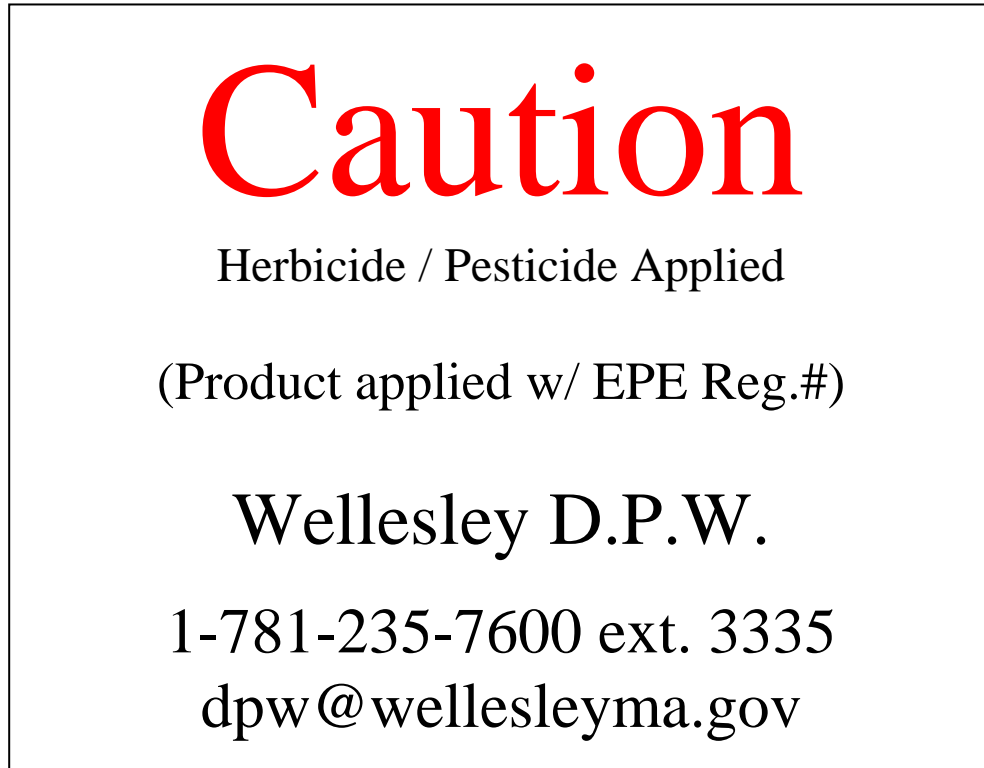 Caution
Herbicide / Pesticide Applied
(Product applied w/ EPE Reg.#)
Wellesley D.P.W.
1-781-235-7600 ext. 3335
dpw@wellesleyma.gov